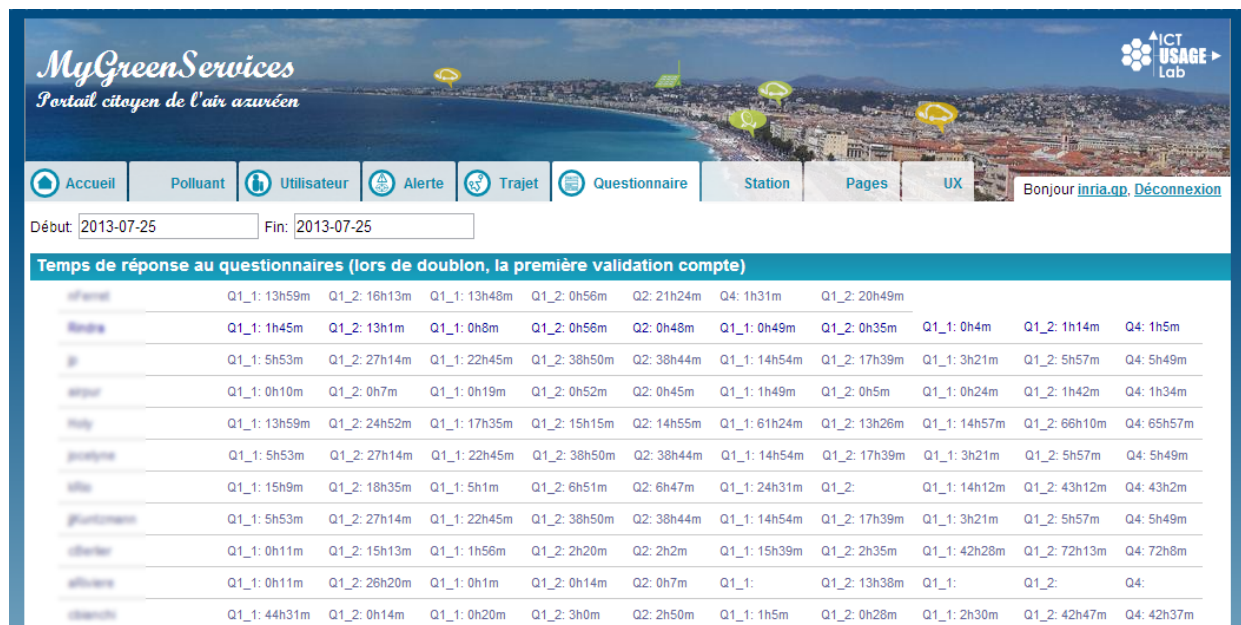 MyGreenServices
Portail citoyen de l'air azuréen
ICT
USAGE
Lab
Accueil Polluant Utilisateur Alerte Trajet Questionnaire Station Pages UX Bonjour inria.gp, Déconnexion
Début: 2013-07-25 Fin: 2013-07-25
Temps de réponse au questionnaires (lors de doublon, la première validation compte)
Q1_1: 13h59m Q1_2: 16h13m Q1_1: 13h48m Q1_2: 0h56m Q2: 21h24m Q4: 1h31m Q1_2: 20h49m
Q1_1: 1h45m Q1_2: 13h1m Q1_1: 0h8m Q1_2: 0h56m Q2: 0h48m Q1_1: 0h49m Q1_2: 0h35m Q1_1: 0h4m Q1_2: 1h14m Q4: 1h5m
Q1_1: 5h53m Q1_2: 27h14m Q1_1: 22h45m Q1_2: 38h50m Q2: 38h44m Q1_1: 14h54m Q1_2: 17h39m Q1_1: 3h21m Q1_2: 5h57m Q4: 5h49m
Q1_1: 0h10m Q1_2: 0h7m Q1_1: 0h19m Q1_2: 0h52m Q2: 0h45m Q1_1: 1h49m Q1_2: 0h5m Q1_1: 0h24m Q1_2: 1h42m Q4: 1h34m
Q1_1: 13h59m Q1_2: 24h52m Q1_1: 17h35m Q1_2: 15h15m Q2: 14h55m Q1_1: 61h24m Q1_2: 13h26m Q1_1: 14h57m Q1_2: 66h10m Q4: 65h57m
Q1_1: 5h53m Q1_2: 27h14m Q1_1: 22h45m Q1_2: 38h50m Q2: 38h44m Q1_1: 14h54m Q1_2: 17h39m Q1_1: 3h21m Q1_2: 5h57m Q4: 5h49m
Q1_1: 15h9m Q1_2: 18h35m Q1_1: 5h1m Q1_2: 6h51m Q2: 6h47m Q1_1: 24h31m Q1_2: Q1_1: 14h12m Q1_2: 43h12m Q4: 43h2m
Q1_1: 5h53m Q1_2: 27h14m Q1_1: 22h45m Q1_2: 38h50m Q2: 38h44m Q1_1: 14h54m Q1_2: 17h39m Q1_1: 3h21m Q1_2: 5h57m Q4: 5h49m
Q1_1: 0h11m Q1_2: 15h13m Q1_1: 1h56m Q1_2: 2h20m Q2: 2h2m Q1_1: 15h39m Q1_2: 2h35m Q1_1: 42h28m Q1_2: 72h13m Q4: 72h8m
Q1_1: 0h11m Q1_2: 26h20m Q1_1: 0h1m Q1_2: 0h14m Q2: 0h7m Q1_1: Q1_2: 13h38m Q1_1: Q1_2: Q4:
Q1_1: 44h31m Q1_2: 0h14m Q1_1: 0h20m Q1_2: 3h0m Q2: 2h50m Q1_1: 1h5m Q1_2: 0h28m Q1_1: 2h30m Q1_2: 42h47m Q4: 42h37m